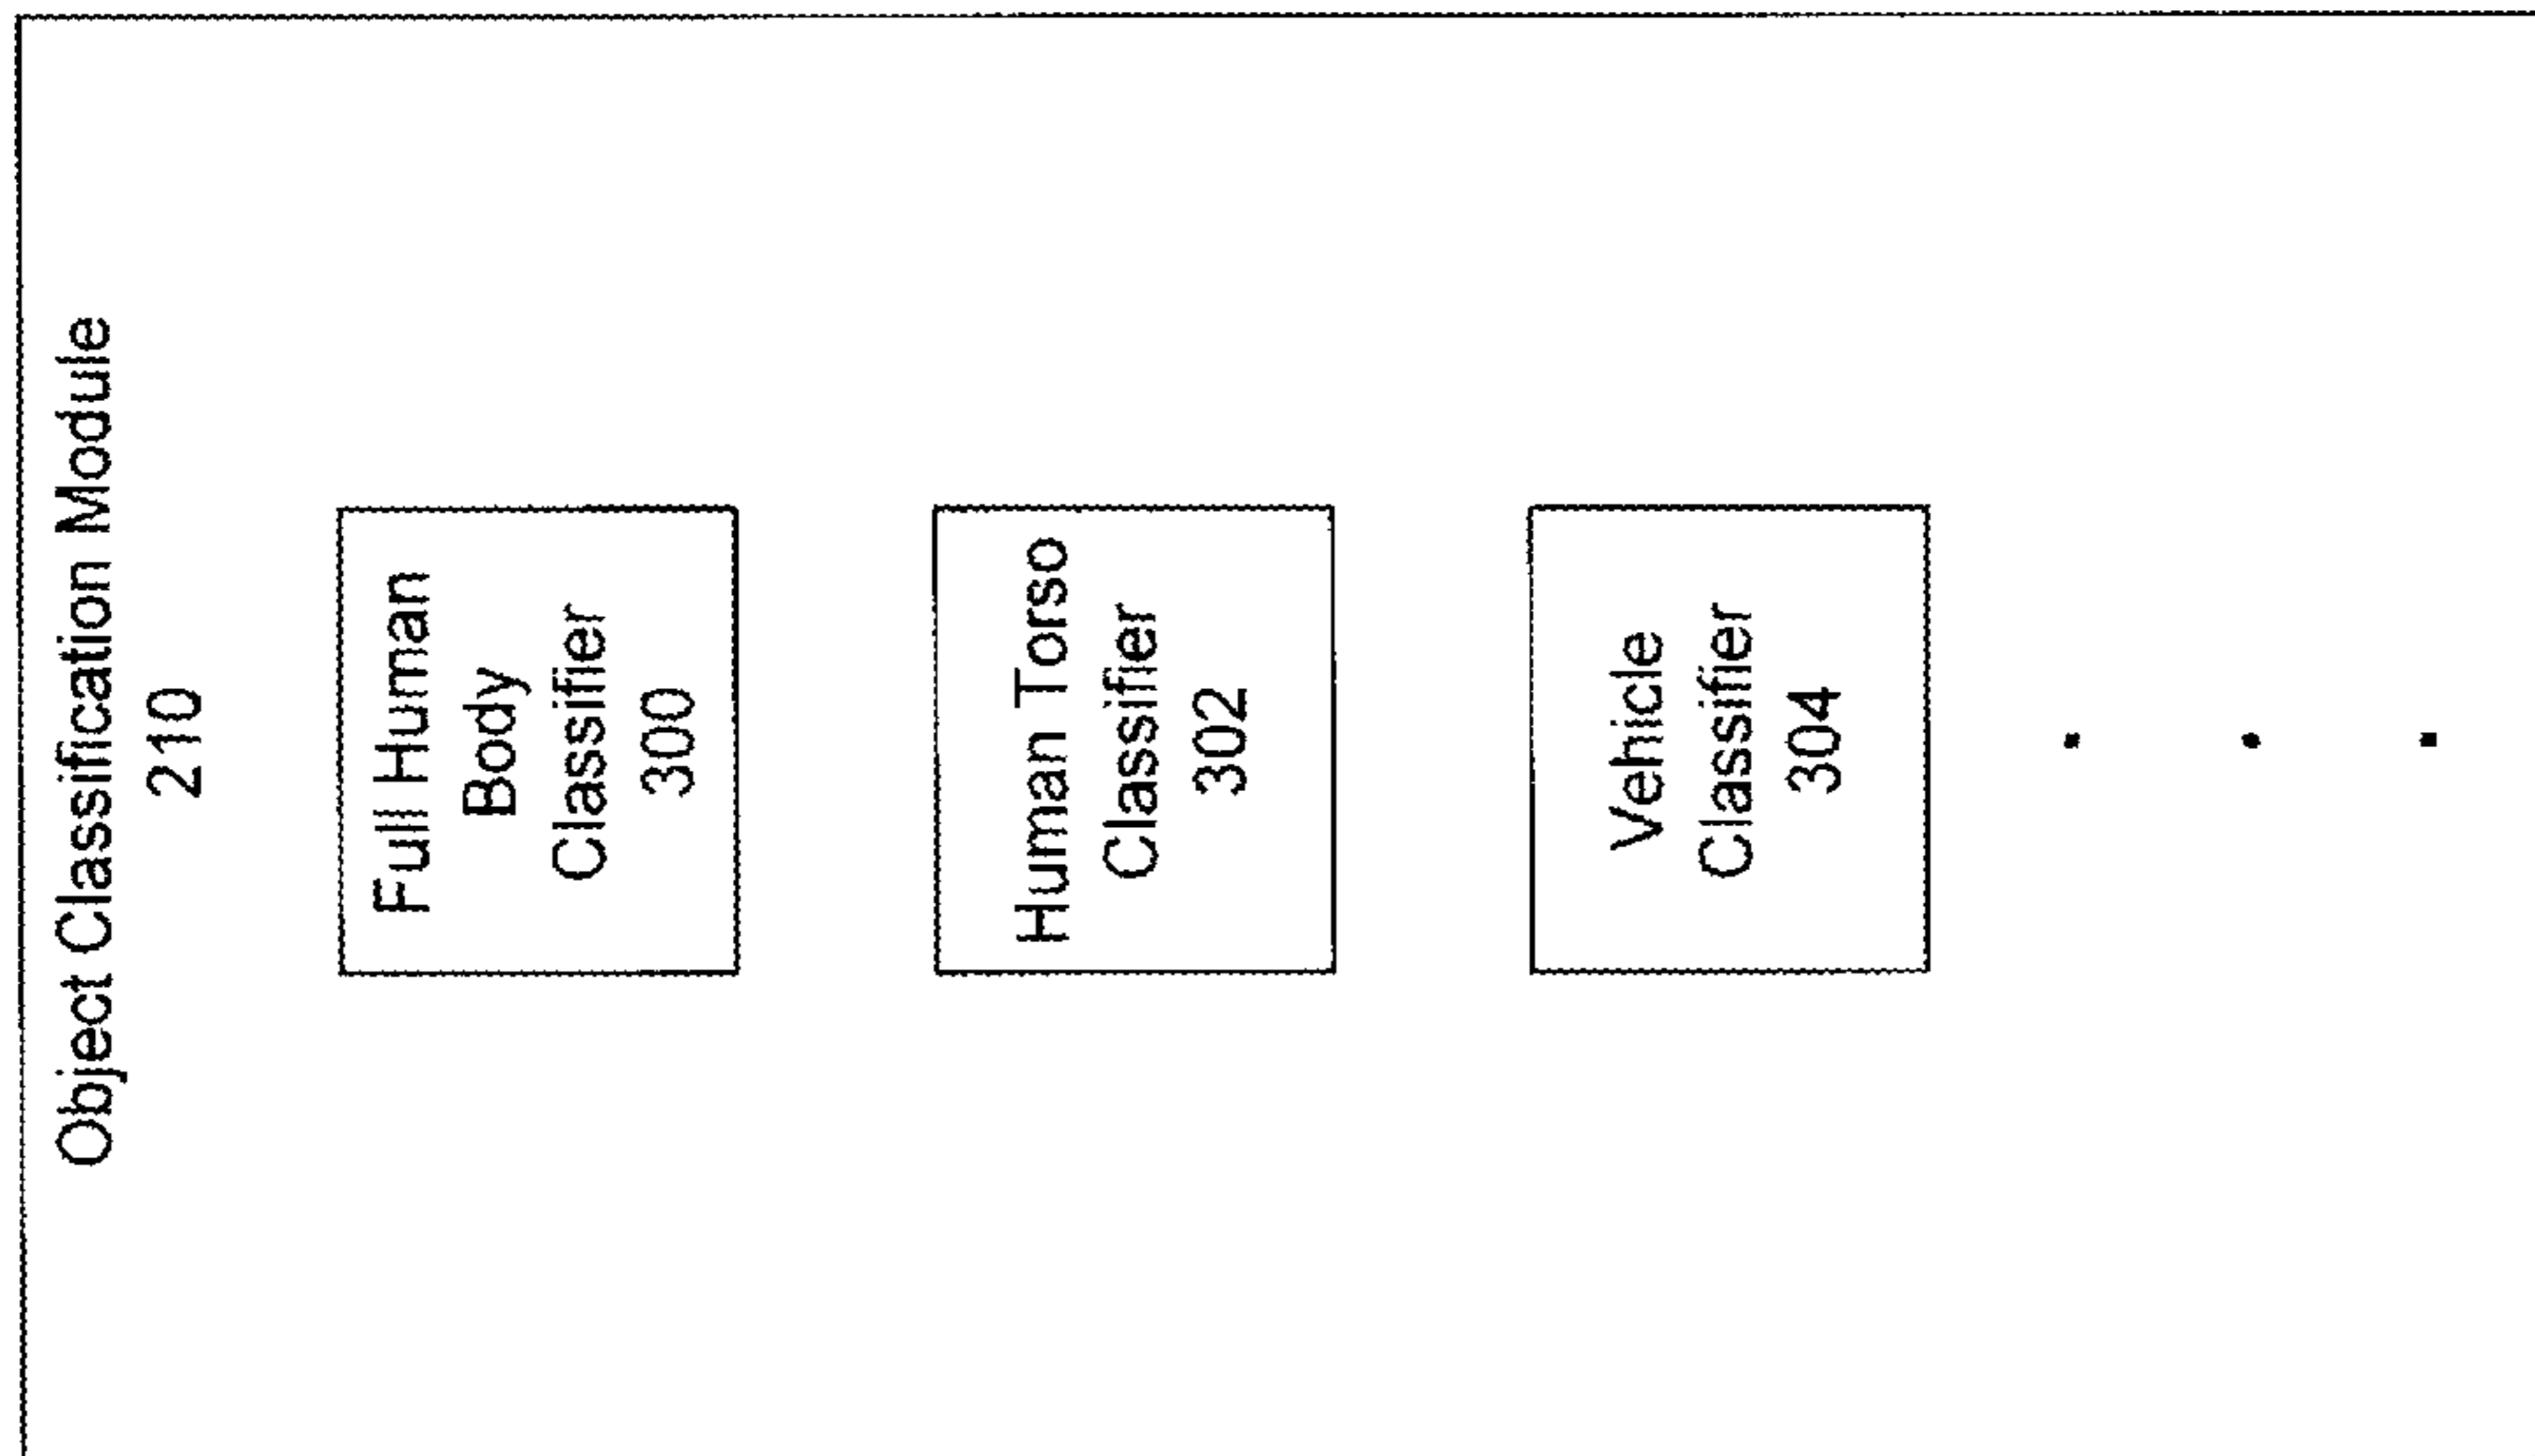 Object Classification Module
210
Full Human
Body
Classifier
300
Human Torso
Classifier
302
Vehicle
Classifier
304